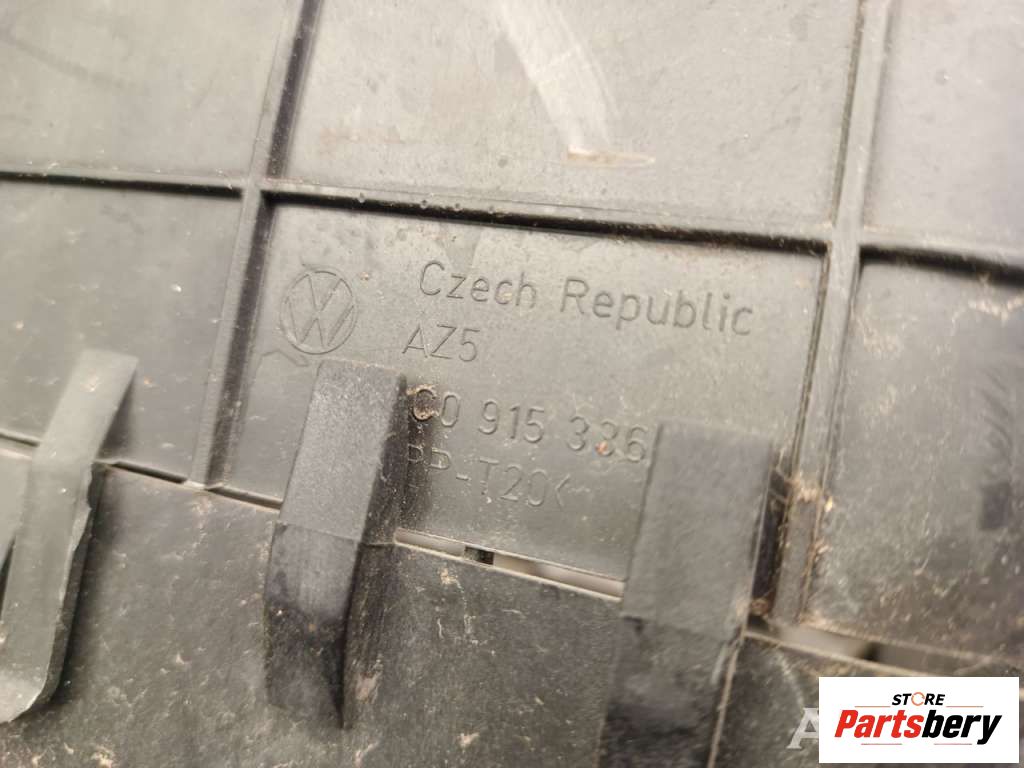 Czech Republic
AZ5
C0 915 336
PP-T20<
STORE
Partsbery